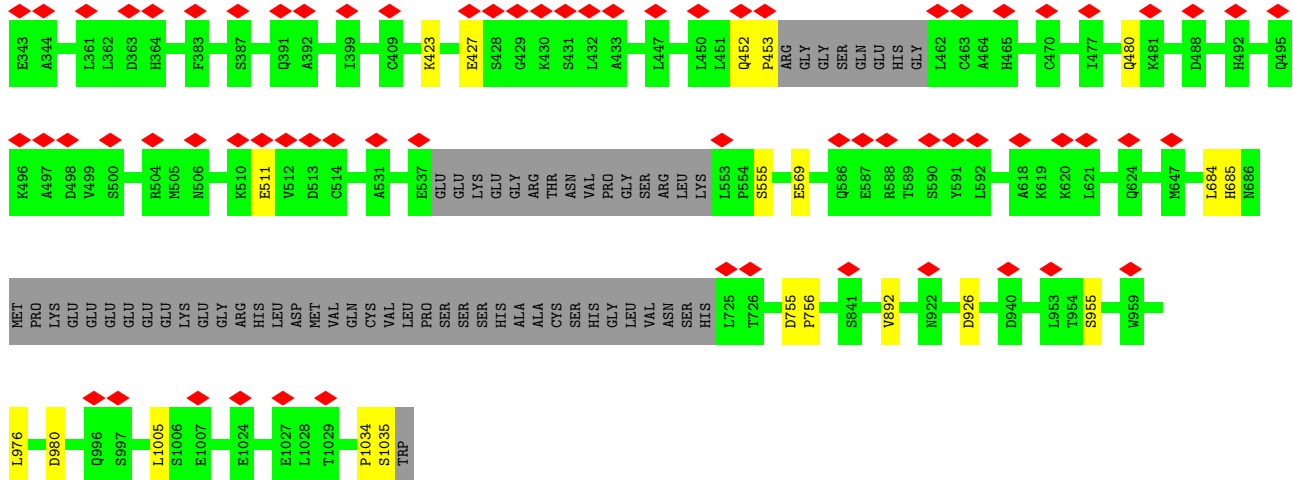 E343 A344 L361 L362 D363 H364 F383 S387 Q391 A392 I399 C409 K423 E427 S428 G429 K430 S431 L432 A433 L447 L450 L451 Q452 P453 ARG GLY GLY SER GLN GLU HIS GLY L462 C463 A464 H465 C470 I477 Q480 K481 D488 H492 Q495
K496 A497 D498 V499 S500 R504 M505 N506 K510 E511 V512 D513 C514 A531 E537 GLU GLU LYS GLU GLY ARG THR ASN VAL PRO GLY SER ARG LEU LYS L553 P554 S555 E569 Q586 E587 R588 T589 S590 Y591 L592 A618 K619 K620 L621 Q624 M647 L684 H685 N686
MET PRO LYS GLU GLU GLU GLU GLU GLU LYS GLU GLY ARG HIS LEU ASP MET VAL GLN CYS VAL LEU PRO SER SER SER HIS ALA ALA CYS SER HIS GLY LEU VAL ASN SER HIS L725 T726 D755 P756 S841 V892 N922 D926 D940 L953 T954 S955 W959
L976 D980 Q996 S997 L1005 S1006 E1007 E1024 E1027 L1028 T1029 P1034 S1035 TRP